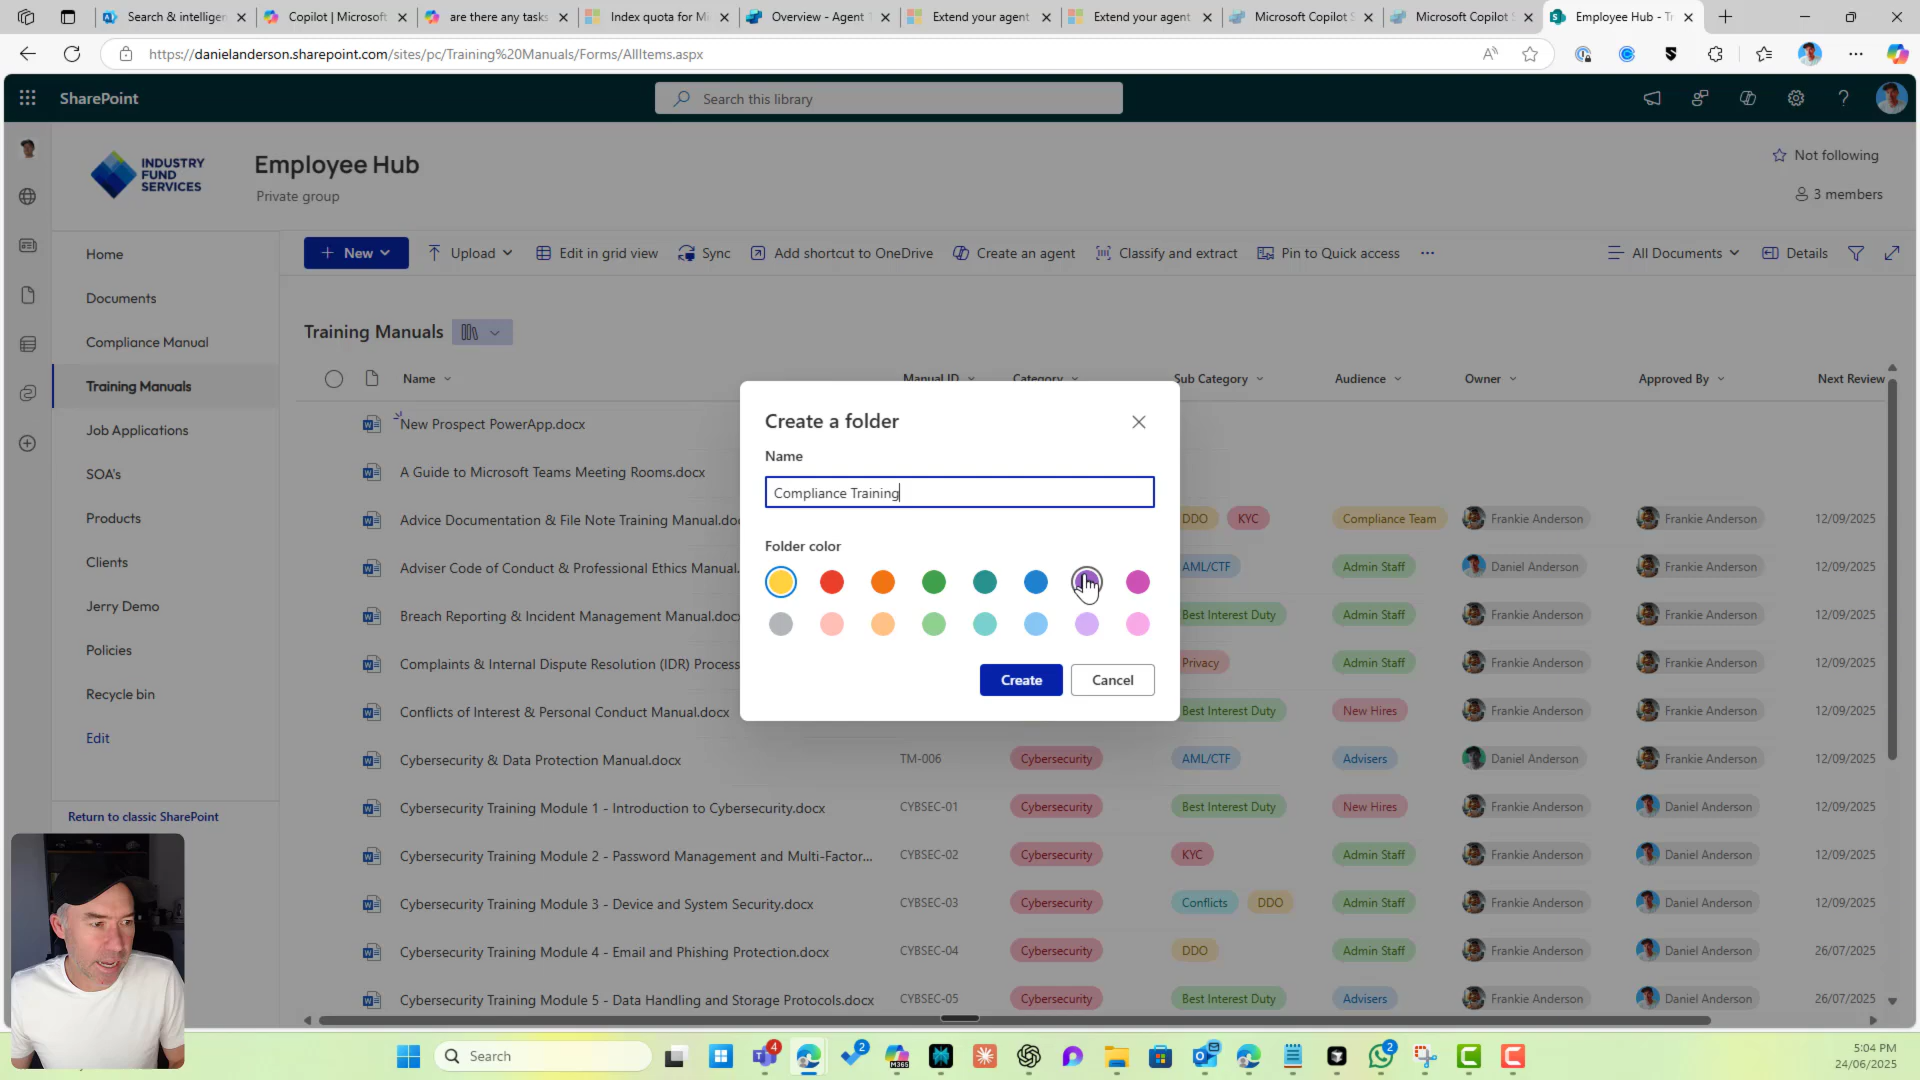 Search & intelligen
Copilot | Microsoft
are there any tasks
Index quota for Mi
Overview - Agent
Extend your agent
Extend your agent
Microsoft Copilot S
Microsoft Copilot
Employee Hub - Tr
https://danielanderson.sharepoint.com/sites/pc/Training%20Manuals/Forms/AllItems.aspx
SharePoint
Search this library
INDUSTRY
FUND
SERVICES
Employee Hub
Private group
Not following
3 members
Home
Documents
Compliance Manual
Training Manuals
Job Applications
SOA's
Products
Clients
Jerry Demo
Policies
Recycle bin
Edit
Return to classic SharePoint
New
Upload
Edit in grid view
Sync
Add shortcut to OneDrive
Create an agent
Classify and extract
Pin to Quick access
All Documents
Details
Training Manuals
Name Manual ID Category Sub Category Audience Owner Approved By Next Review
New Prospect PowerApp.docx
A Guide to Microsoft Teams Meeting Rooms.docx
Advice Documentation & File Note Training Manual.do DDO KYC Compliance Team Frankie Anderson Frankie Anderson 12/09/2025
Adviser Code of Conduct & Professional Ethics Manual. AML/CTF Admin Staff Daniel Anderson Frankie Anderson 12/09/2025
Breach Reporting & Incident Management Manual.docx Best Interest Duty Admin Staff Frankie Anderson Frankie Anderson 12/09/2025
Complaints & Internal Dispute Resolution (IDR) Process Privacy Admin Staff Frankie Anderson Frankie Anderson 12/09/2025
Conflicts of Interest & Personal Conduct Manual.docx Best Interest Duty New Hires Frankie Anderson Frankie Anderson 12/09/2025
Cybersecurity & Data Protection Manual.docx TM-006 Cybersecurity AML/CTF Advisers Daniel Anderson Frankie Anderson 12/09/2025
Cybersecurity Training Module 1 - Introduction to Cybersecurity.docx CYBSEC-01 Cybersecurity Best Interest Duty New Hires Frankie Anderson Daniel Anderson 12/09/2025
Cybersecurity Training Module 2 - Password Management and Multi-Factor... CYBSEC-02 Cybersecurity KYC Admin Staff Frankie Anderson Daniel Anderson 12/09/2025
Cybersecurity Training Module 3 - Device and System Security.docx CYBSEC-03 Cybersecurity Conflicts DDO Admin Staff Frankie Anderson Daniel Anderson 12/09/2025
Cybersecurity Training Module 4 - Email and Phishing Protection.docx CYBSEC-04 Cybersecurity DDO Admin Staff Frankie Anderson Daniel Anderson 26/07/2025
Cybersecurity Training Module 5 - Data Handling and Storage Protocols.docx CYBSEC-05 Cybersecurity Best Interest Duty Advisers Frankie Anderson Daniel Anderson 26/07/2025
Create a folder
Name
Compliance Training
Folder color
Create
Cancel
Search
4
2
M365
2
5:04 PM
24/06/2025